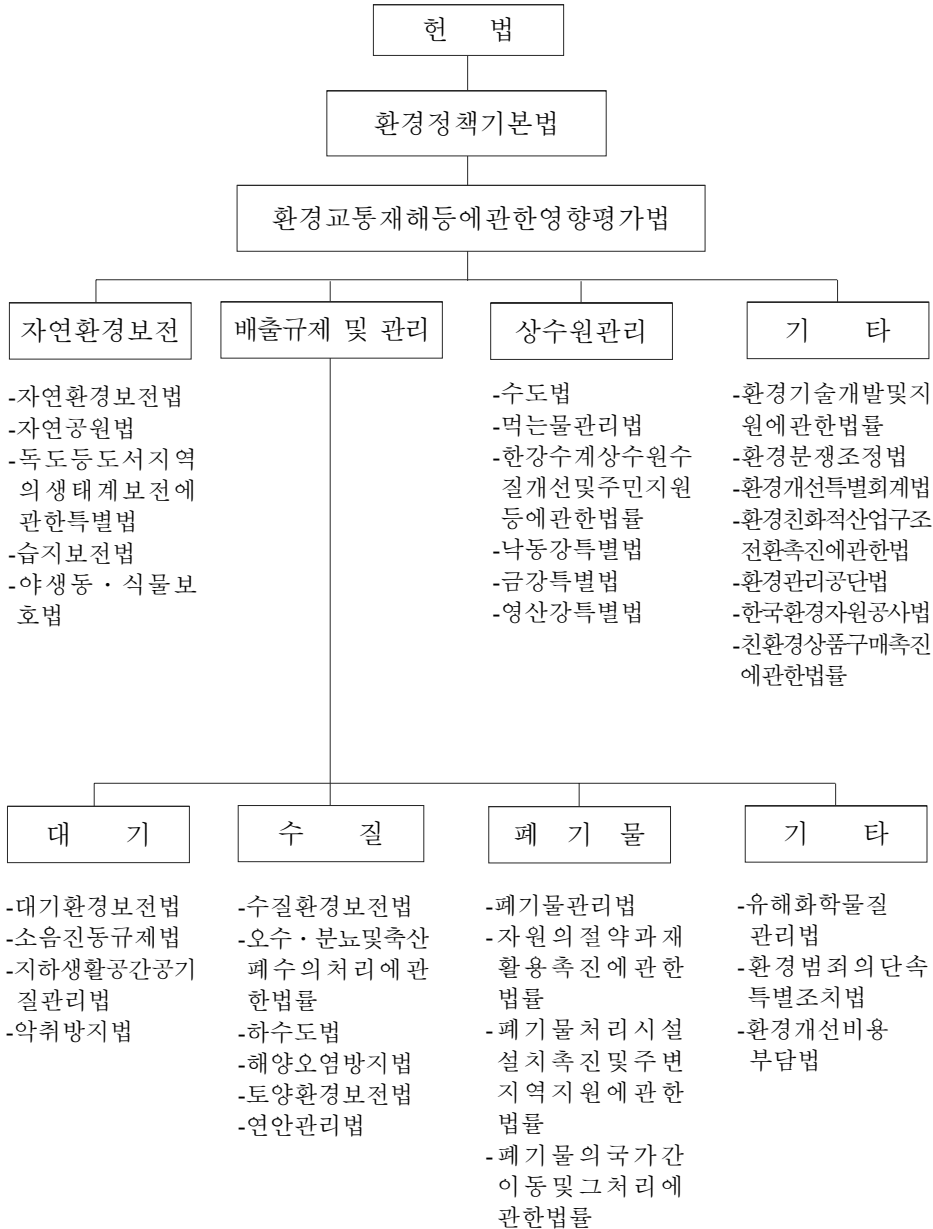 헌 법
환경정책기본법
환경교통재해등에관한영향평가법
자연환경보전
-자연환경보전법
-자연공원법
-독도등도서지역
의생태계보전에
관한특별법
-습지보전법
-야생동·식물보
호법
배출규제 및 관리
상수원관리
-수도법
-먹는물관리법
-한강수계상수원수
질개선및주민지원
등에관한법률
-낙동강특별법
-금강특별법
-영산강특별법
기 타
-환경기술개발및지
원에관한법률
-환경분쟁조정법
-환경개선특별회계법
-환경친화적산업구조
전환촉진에관한법
-환경관리공단법
-한국환경자원공사법
-친환경상품구매촉진
에관한법률
대 기
-대기환경보전법
-소음진동규제법
-지하생활공간공기
질관리법
-악취방지법
수 질
-수질환경보전법
-오수·분뇨및축산
폐수의처리에관
한법률
-하수도법
-해양오염방지법
-토양환경보전법
-연안관리법
폐 기 물
-폐기물관리법
-자원의절약과재
활용촉진에관한
법률
-폐기물처리시설
설치촉진및주변
지역지원에관한
법률
-폐기물의국가간
이동및그처리에
관한법률
기 타
-유해화학물질
관리법
-환경범죄의단속
특별조치법
-환경개선비용
부담법